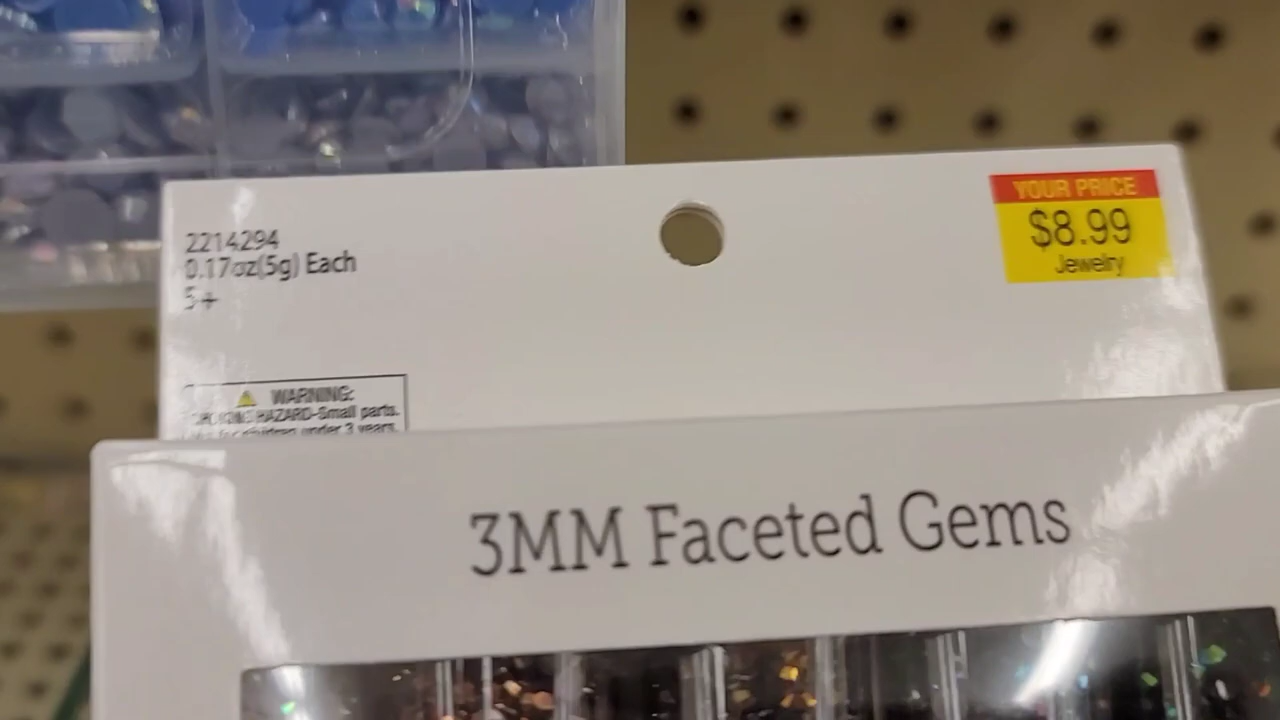 2214294
0.17oz(5g) Each
5+
YOUR PRICE
$8.99
Jewelry
WARNING:
CHOKING HAZARD-Small parts.
Not for children under 3 years.
3MM Faceted Gems